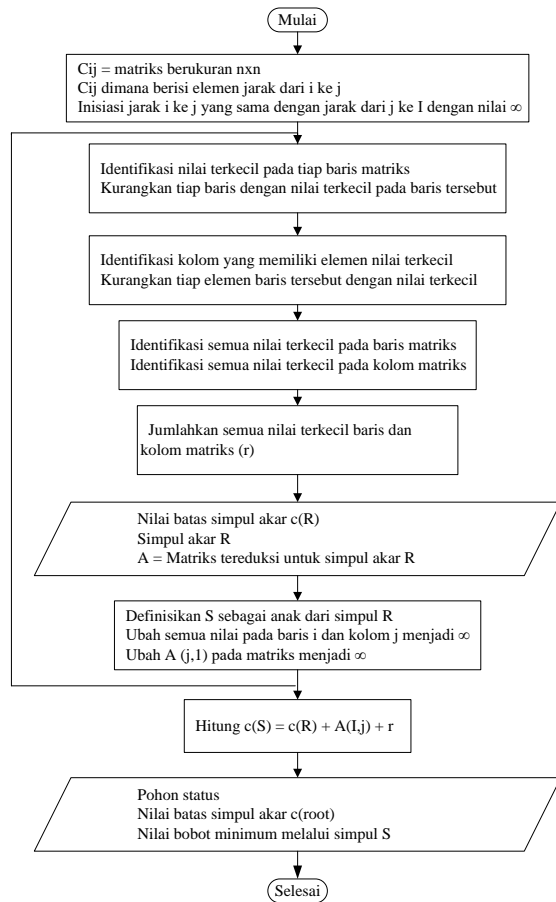 Mulai
Cij = matriks berukuran nxn
Cij dimana berisi elemen jarak dari i ke j
Inisiasi jarak i ke j yang sama dengan jarak dari j ke I dengan nilai ∞
Identifikasi nilai terkecil pada tiap baris matriks
Kurangkan tiap baris dengan nilai terkecil pada baris tersebut
Identifikasi kolom yang memiliki elemen nilai terkecil
Kurangkan tiap elemen baris tersebut dengan nilai terkecil
Identifikasi semua nilai terkecil pada baris matriks
Identifikasi semua nilai terkecil pada kolom matriks
Jumlahkan semua nilai terkecil baris dan
kolom matriks (r)
Nilai batas simpul akar c(R)
Simpul akar R
A = Matriks tereduksi untuk simpul akar R
Definisikan S sebagai anak dari simpul R
Ubah semua nilai pada baris i dan kolom j menjadi ∞
Ubah A (j,1) pada matriks menjadi ∞
Hitung c(S) = c(R) + A(I,j) + r
Pohon status
Nilai batas simpul akar c(root)
Nilai bobot minimum melalui simpul S
Selesai